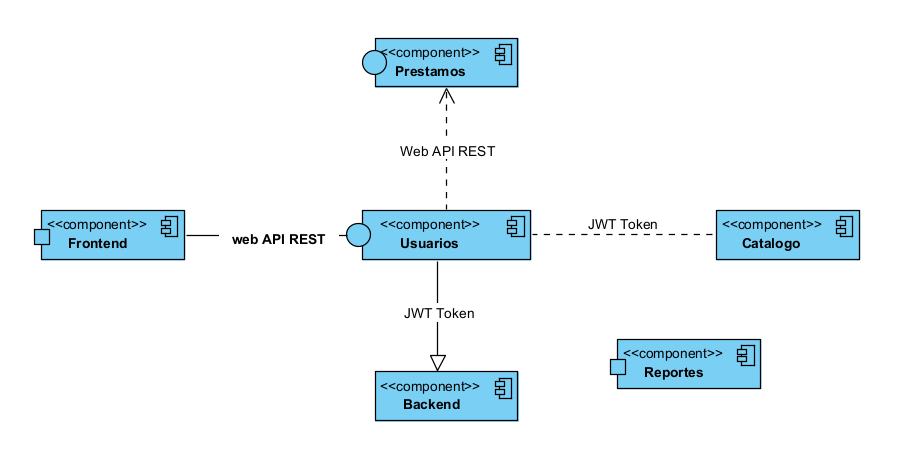 <<component>>
Prestamos
Web API REST
<<component>>
Frontend
web API REST
<<component>>
Usuarios
JWT Token
<<component>>
Catalogo
JWT Token
<<component>>
Reportes
<<component>>
Backend